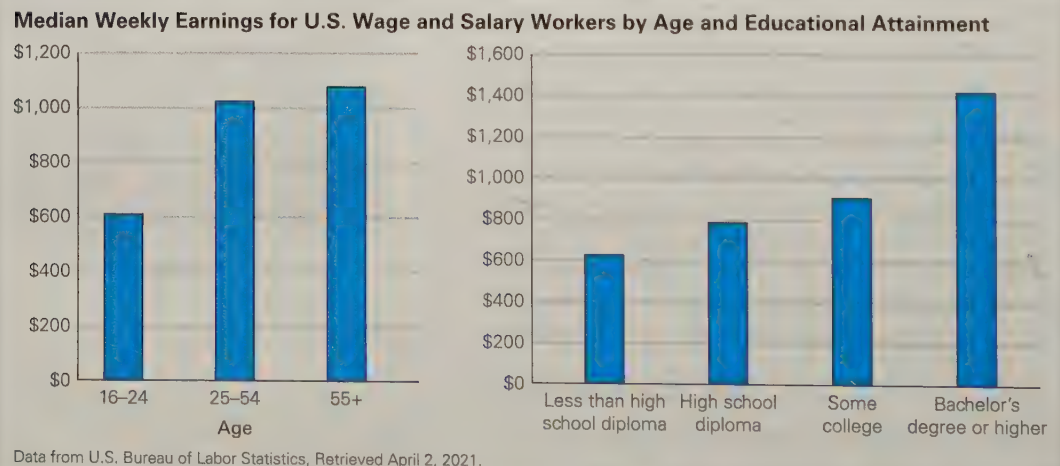 Median Weekly Earnings for U.S. Wage and Salary Workers by Age and Educational Attainment
$1,200
$1,000
$800
$600
$400
$200
$0
16–24 25–54 55+
Age
$1,600
$1,400
$1,200
$1,000
$800
$600
$400
$200
$0
Less than high school diploma
High school diploma
Some college
Bachelor's degree or higher
Data from U.S. Bureau of Labor Statistics, Retrieved April 2, 2021.